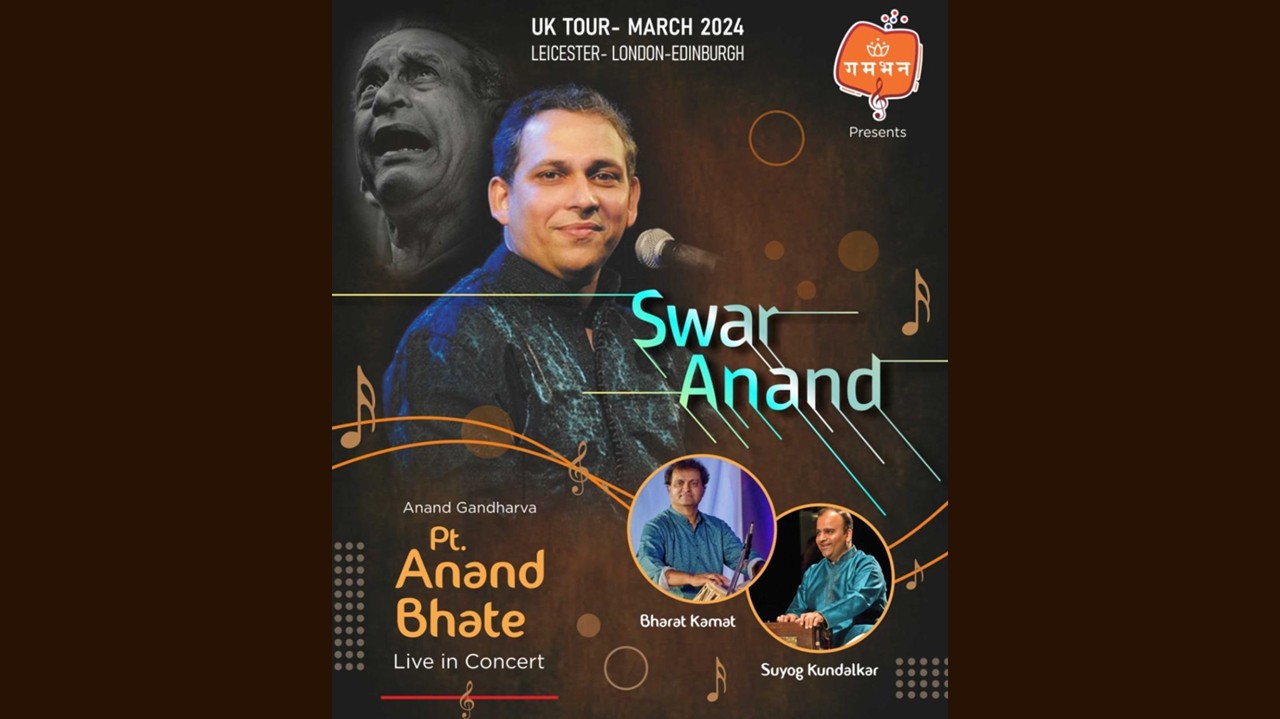 UK TOUR- MARCH 2024
LEICESTER- LONDON-EDINBURGH
गमभन
Presents
Swar
Anand
Anand Gandharva
Pt.
Anand
Bhate
Live in Concert
Bharat Kamat
Suyog Kundalkar